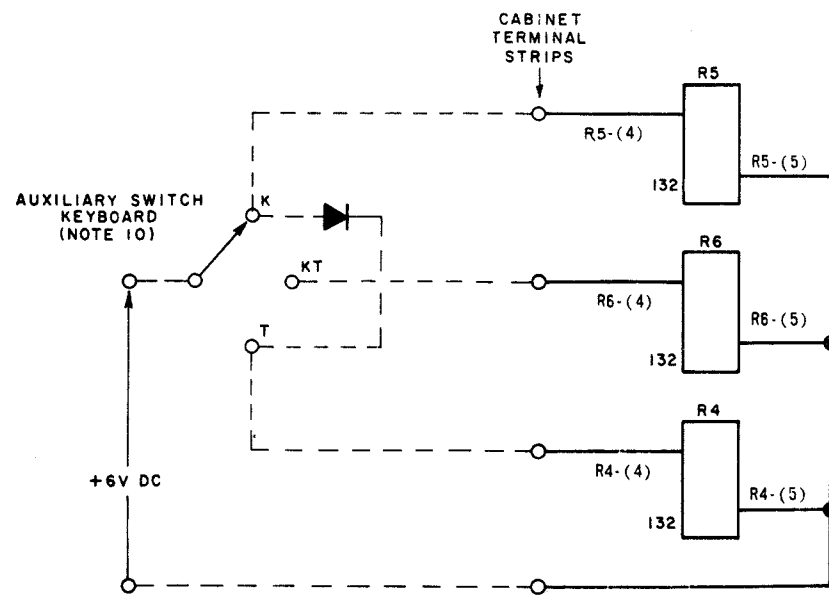 CABINET
TERMINAL
STRIPS
R5
R5-(4)
R5-(5)
132
AUXILIARY SWITCH
KEYBOARD
(NOTE 10)
K
KT
R6
R6-(4)
R6-(5)
132
T
R4
+6V DC
R4-(4)
R4-(5)
132